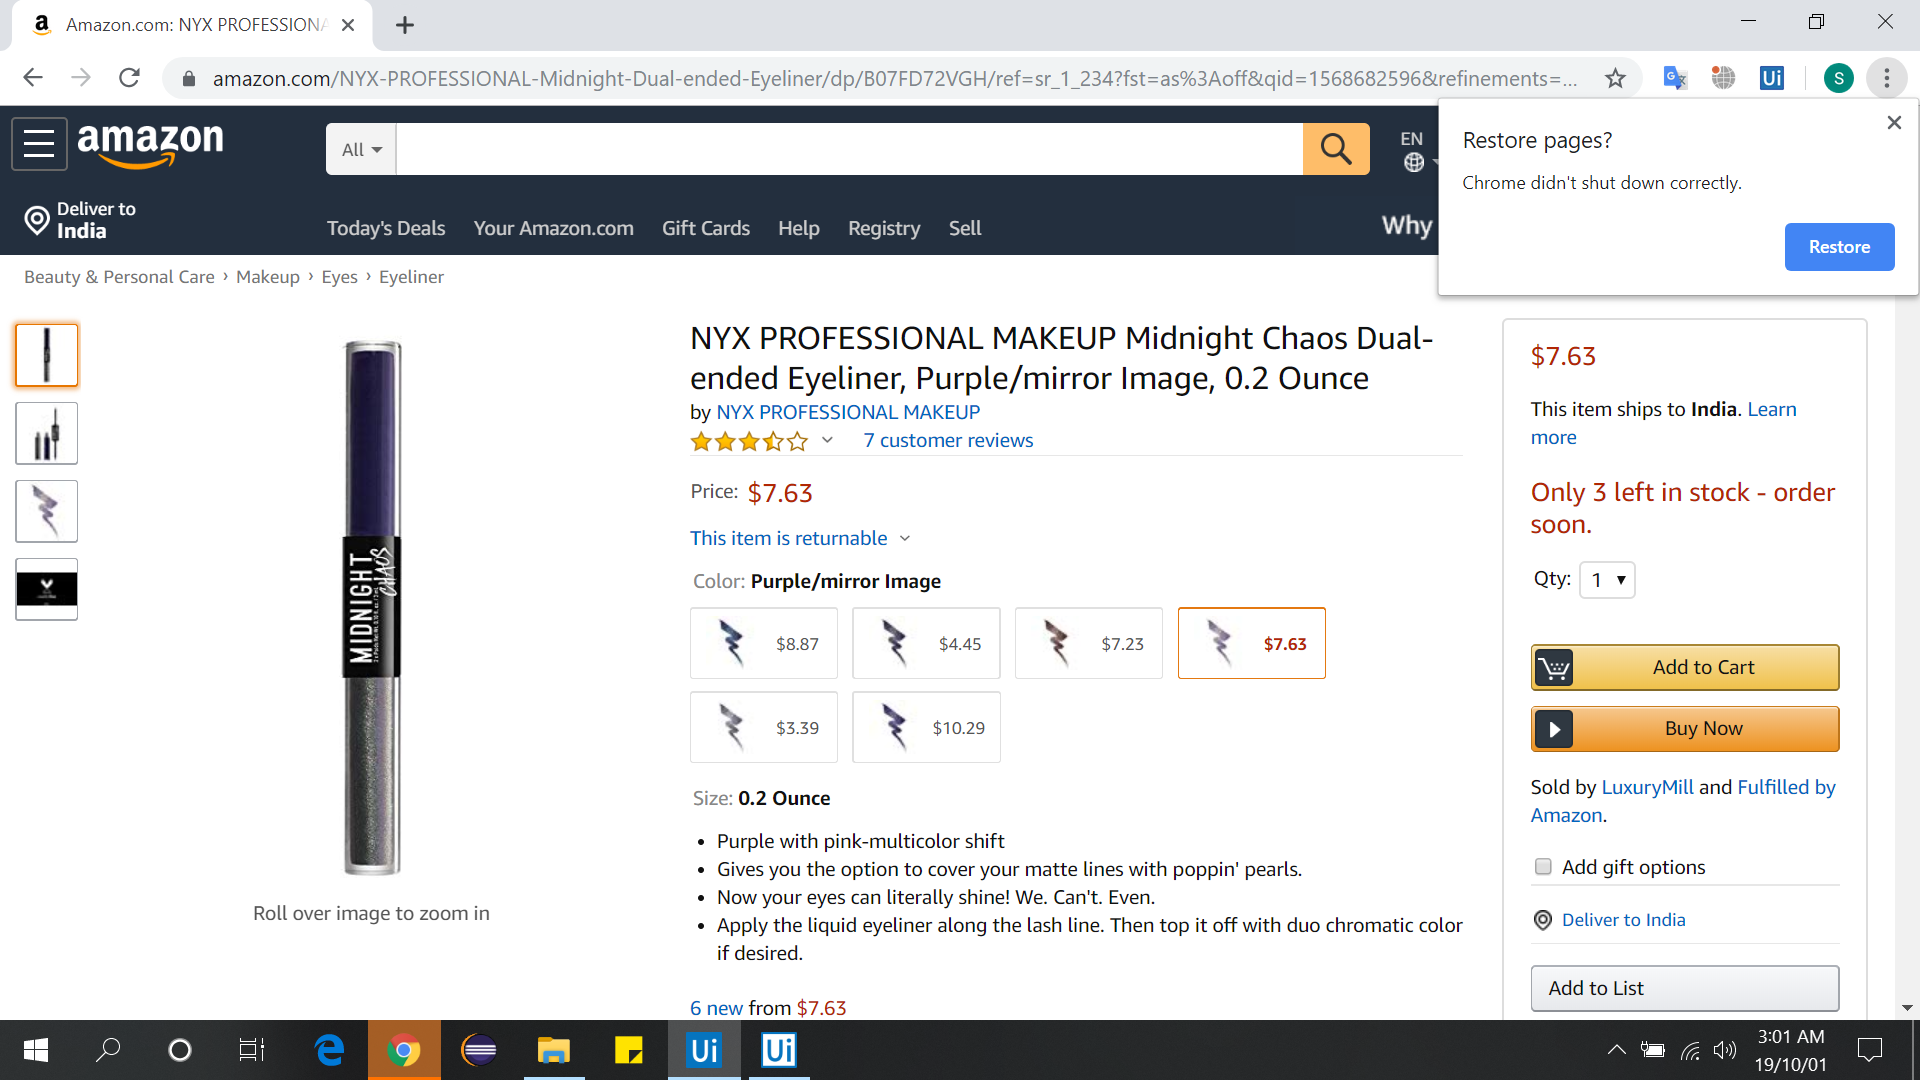 Amazon.com: NYX PROFESSIONA
amazon.com/NYX-PROFESSIONAL-Midnight-Dual-ended-Eyeliner/dp/B07FD72VGH/ref=sr_1_234?fst=as%3Aoff&qid=1568682596&refinements=...
S
Restore pages?
Chrome didn't shut down correctly.
Restore
amazon
All
EN
Deliver to
India
Today's Deals Your Amazon.com Gift Cards Help Registry Sell
Why
Beauty & Personal Care › Makeup › Eyes › Eyeliner
MIDNIGHT
CHAOS
Roll over image to zoom in
NYX PROFESSIONAL MAKEUP Midnight Chaos Dual-
ended Eyeliner, Purple/mirror Image, 0.2 Ounce
by NYX PROFESSIONAL MAKEUP
7 customer reviews
Price: $7.63
This item is returnable
Color: Purple/mirror Image
$8.87 $4.45 $7.23 $7.63
$3.39 $10.29
Size: 0.2 Ounce
• Purple with pink-multicolor shift
• Gives you the option to cover your matte lines with poppin' pearls.
• Now your eyes can literally shine! We. Can't. Even.
• Apply the liquid eyeliner along the lash line. Then top it off with duo chromatic color
if desired.
6 new from $7.63
$7.63
This item ships to India. Learn
more
Only 3 left in stock - order
soon.
Qty: 1
Add to Cart
Buy Now
Sold by LuxuryMill and Fulfilled by
Amazon.
Add gift options
Deliver to India
Add to List
Ui
Ui
Ui
3:01 AM
19/10/01